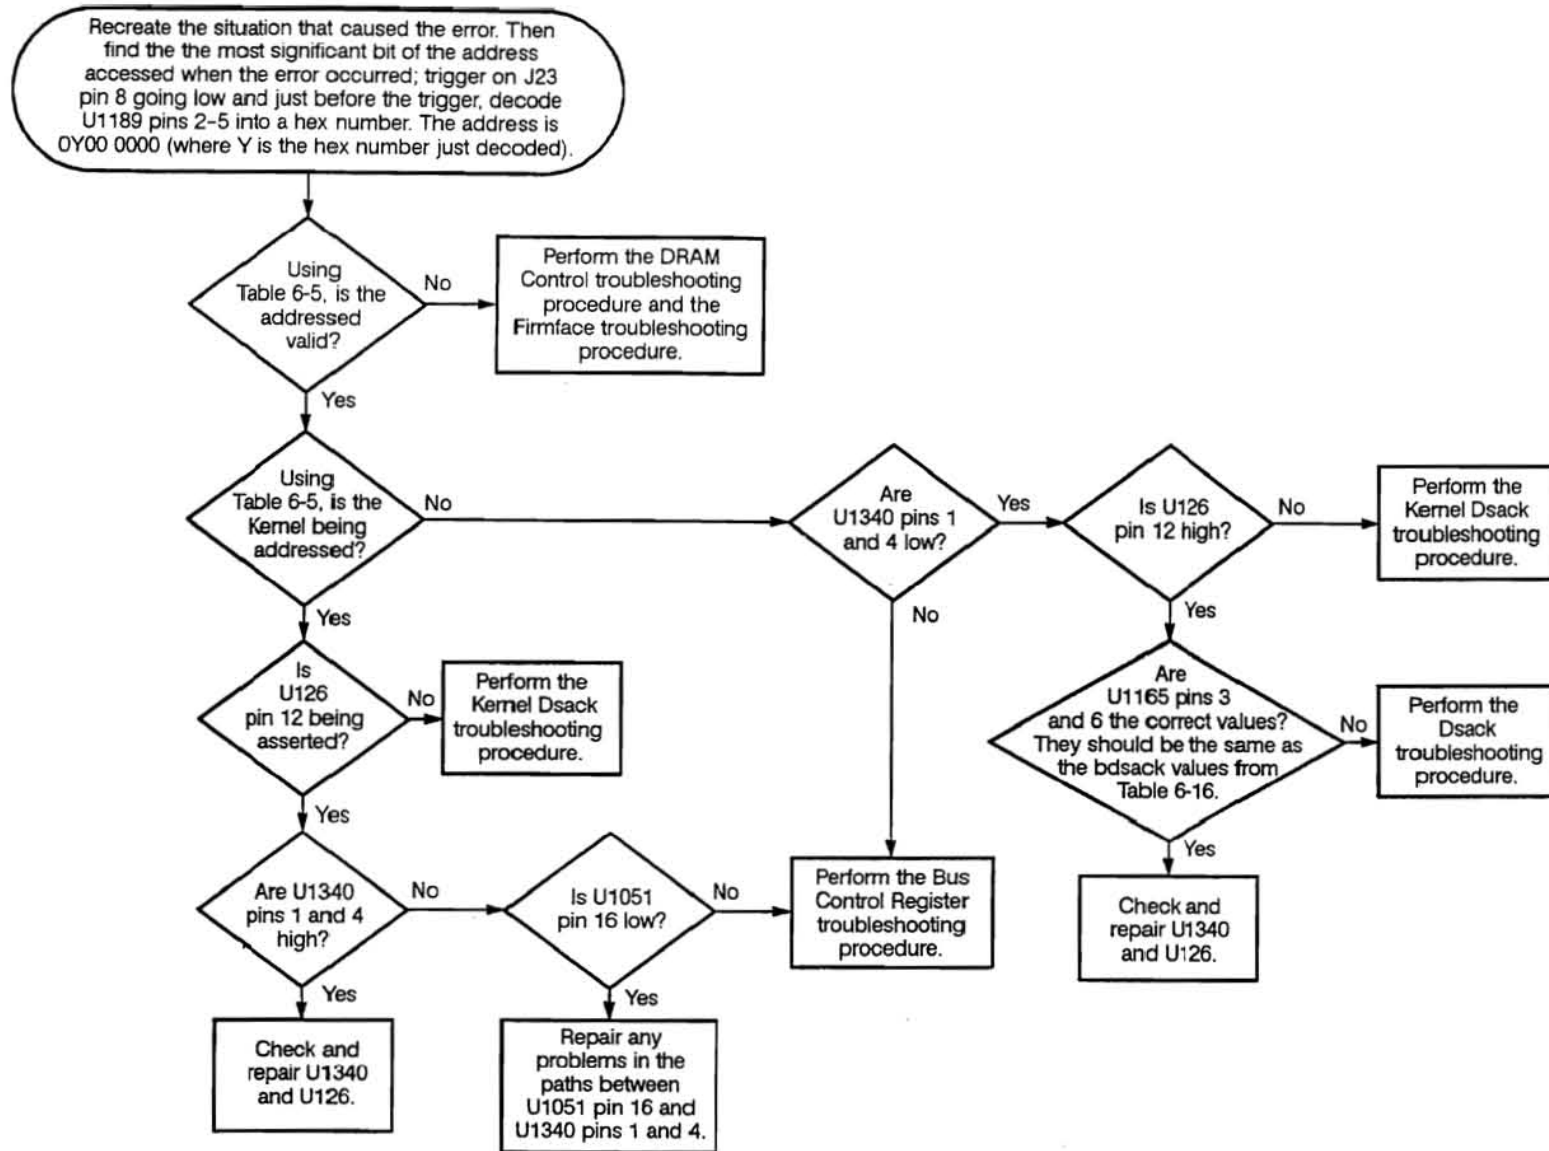 Recreate the situation that caused the error. Then
find the the most significant bit of the address
accessed when the error occurred; trigger on J23
pin 8 going low and just before the trigger, decode
U1189 pins 2-5 into a hex number. The address is
0Y00 0000 (where Y is the hex number just decoded).
Using
Table 6-5, is the
addressed
valid?
No
Perform the DRAM
Control troubleshooting
procedure and the
Firmface troubleshooting
procedure.
Yes
Using
Table 6-5, is the
Kernel being
addressed?
No
Are
U1340 pins 1
and 4 low?
Yes
Is U126
pin 12 high?
No
Perform the
Kernel Dsack
troubleshooting
procedure.
Yes
No
Yes
Is
U126
pin 12 being
asserted?
No
Perform the
Kernel Dsack
troubleshooting
procedure.
Are
U1165 pins 3
and 6 the correct values?
They should be the same as
the bdsack values from
Table 6-16.
No
Perform the
Dsack
troubleshooting
procedure.
Yes
Yes
Are U1340
pins 1 and 4
high?
No
Is U1051
pin 16 low?
No
Perform the Bus
Control Register
troubleshooting
procedure.
Check and
repair U1340
and U126.
Yes
Yes
Check and
repair U1340
and U126.
Repair any
problems in the
paths between
U1051 pin 16 and
U1340 pins 1 and 4.